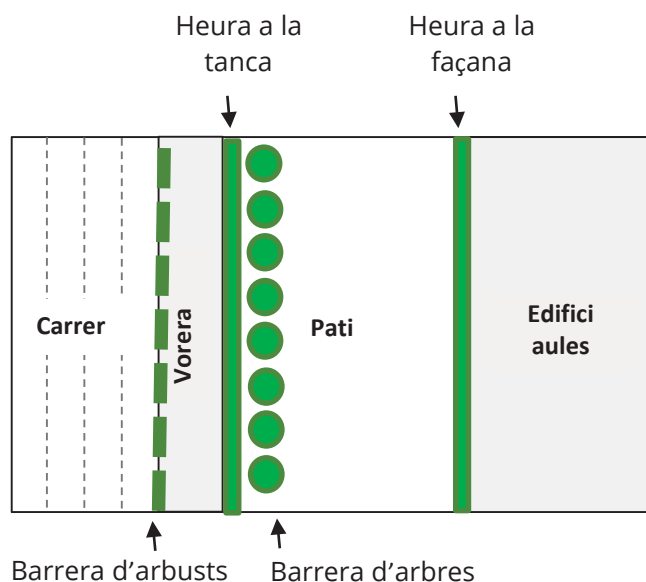 Heura a la
tanca
Heura a la
façana
Carrer
Vorera
Pati
Edifici
aules
Barrera d'arbusts
Barrera d'arbres